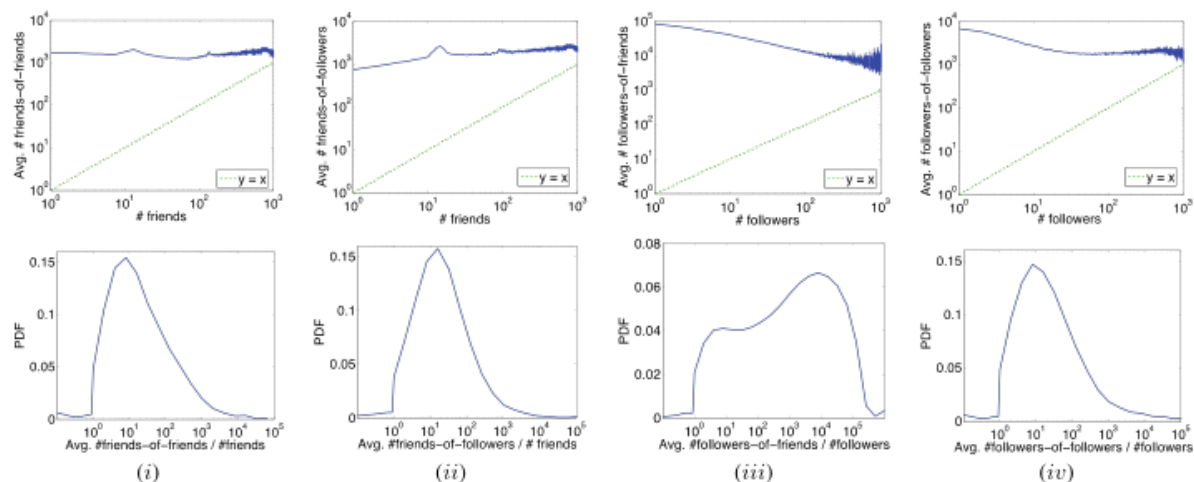 Avg. # friends-of-friends
10^4
10^3
10^2
10^1
10^0
y = x
10^0 10^1 10^2 10^3
# friends
Avg. # friends-of-followers
10^4
10^3
10^2
10^1
10^0
y = x
10^0 10^1 10^2 10^3
# friends
Avg. # followers-of-friends
10^5
10^4
10^3
10^2
10^1
10^0
y = x
10^0 10^1 10^2 10^3
# followers
Avg. # followers-of-followers
10^4
10^3
10^2
10^1
10^0
y = x
10^0 10^1 10^2 10^3
# followers
PDF
0.15
0.1
0.05
0
10^0 10^1 10^2 10^3 10^4 10^5
Avg. #friends-of-friends / #friends
(i)
PDF
0.15
0.1
0.05
0
10^0 10^1 10^2 10^3 10^4 10^5
Avg. #friends-of-followers / # friends
(ii)
PDF
0.08
0.06
0.04
0.02
0
10^0 10^1 10^2 10^3 10^4 10^5
Avg. #followers-of-friends / #followers
(iii)
PDF
0.15
0.1
0.05
0
10^0 10^1 10^2 10^3 10^4 10^5
Avg. #followers-of-followers / #followers
(iv)